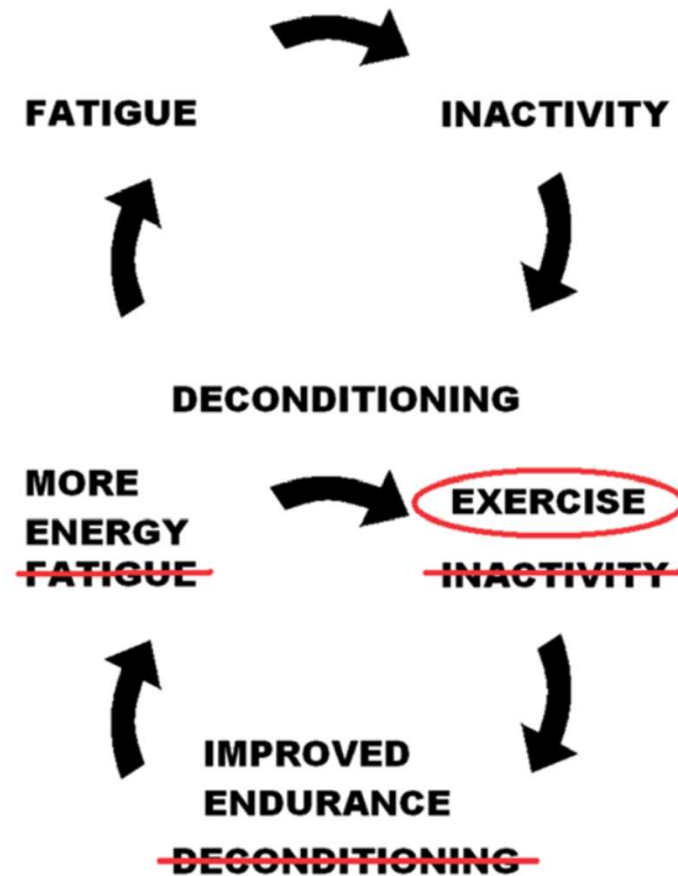 FATIGUE
INACTIVITY
DECONDITIONING
MORE
ENERGY
FATIGUE
EXERCISE
INACTIVITY
IMPROVED
ENDURANCE
DECONDITIONING